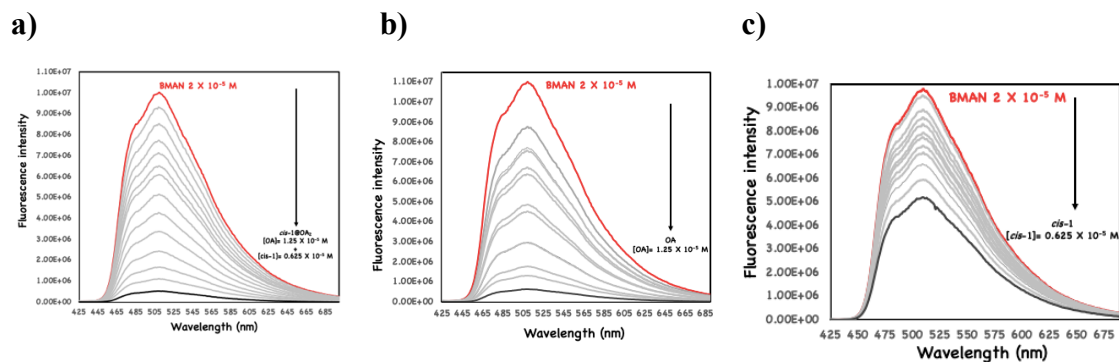 a)
b)
c)
Fluorescence intensity
1.10E+07
1.00E+07
9.00E+06
8.00E+06
7.00E+06
6.00E+06
5.00E+06
4.00E+06
3.00E+06
2.00E+06
1.00E+06
0.00E+00
BMAN 2 X 10⁻⁵ M
cis-1@OA₂
[OA]= 1.25 X 10⁻⁵ M
+
[cis-1]= 0.625 X 10⁻⁵ M
425 445 465 485 505 525 545 565 585 605 625 645 665 685
Wavelength (nm)
Fluorescence intensity
1.10E+07
1.00E+07
9.00E+06
8.00E+06
7.00E+06
6.00E+06
5.00E+06
4.00E+06
3.00E+06
2.00E+06
1.00E+06
0.00E+00
BMAN 2 X 10⁻⁵ M
OA
[OA]= 1.25 X 10⁻⁵ M
425 445 465 485 505 525 545 565 585 605 625 645 665 685
Wavelength (nm)
Fluorescence intensity
1.00E+07
9.00E+06
8.00E+06
7.00E+06
6.00E+06
5.00E+06
4.00E+06
3.00E+06
2.00E+06
1.00E+06
0.00E+00
BMAN 2 X 10⁻⁵ M
cis-1
[cis-1]= 0.625 X 10⁻⁵ M
425 450 475 500 525 550 575 600 625 650 675
Wavelength (nm)